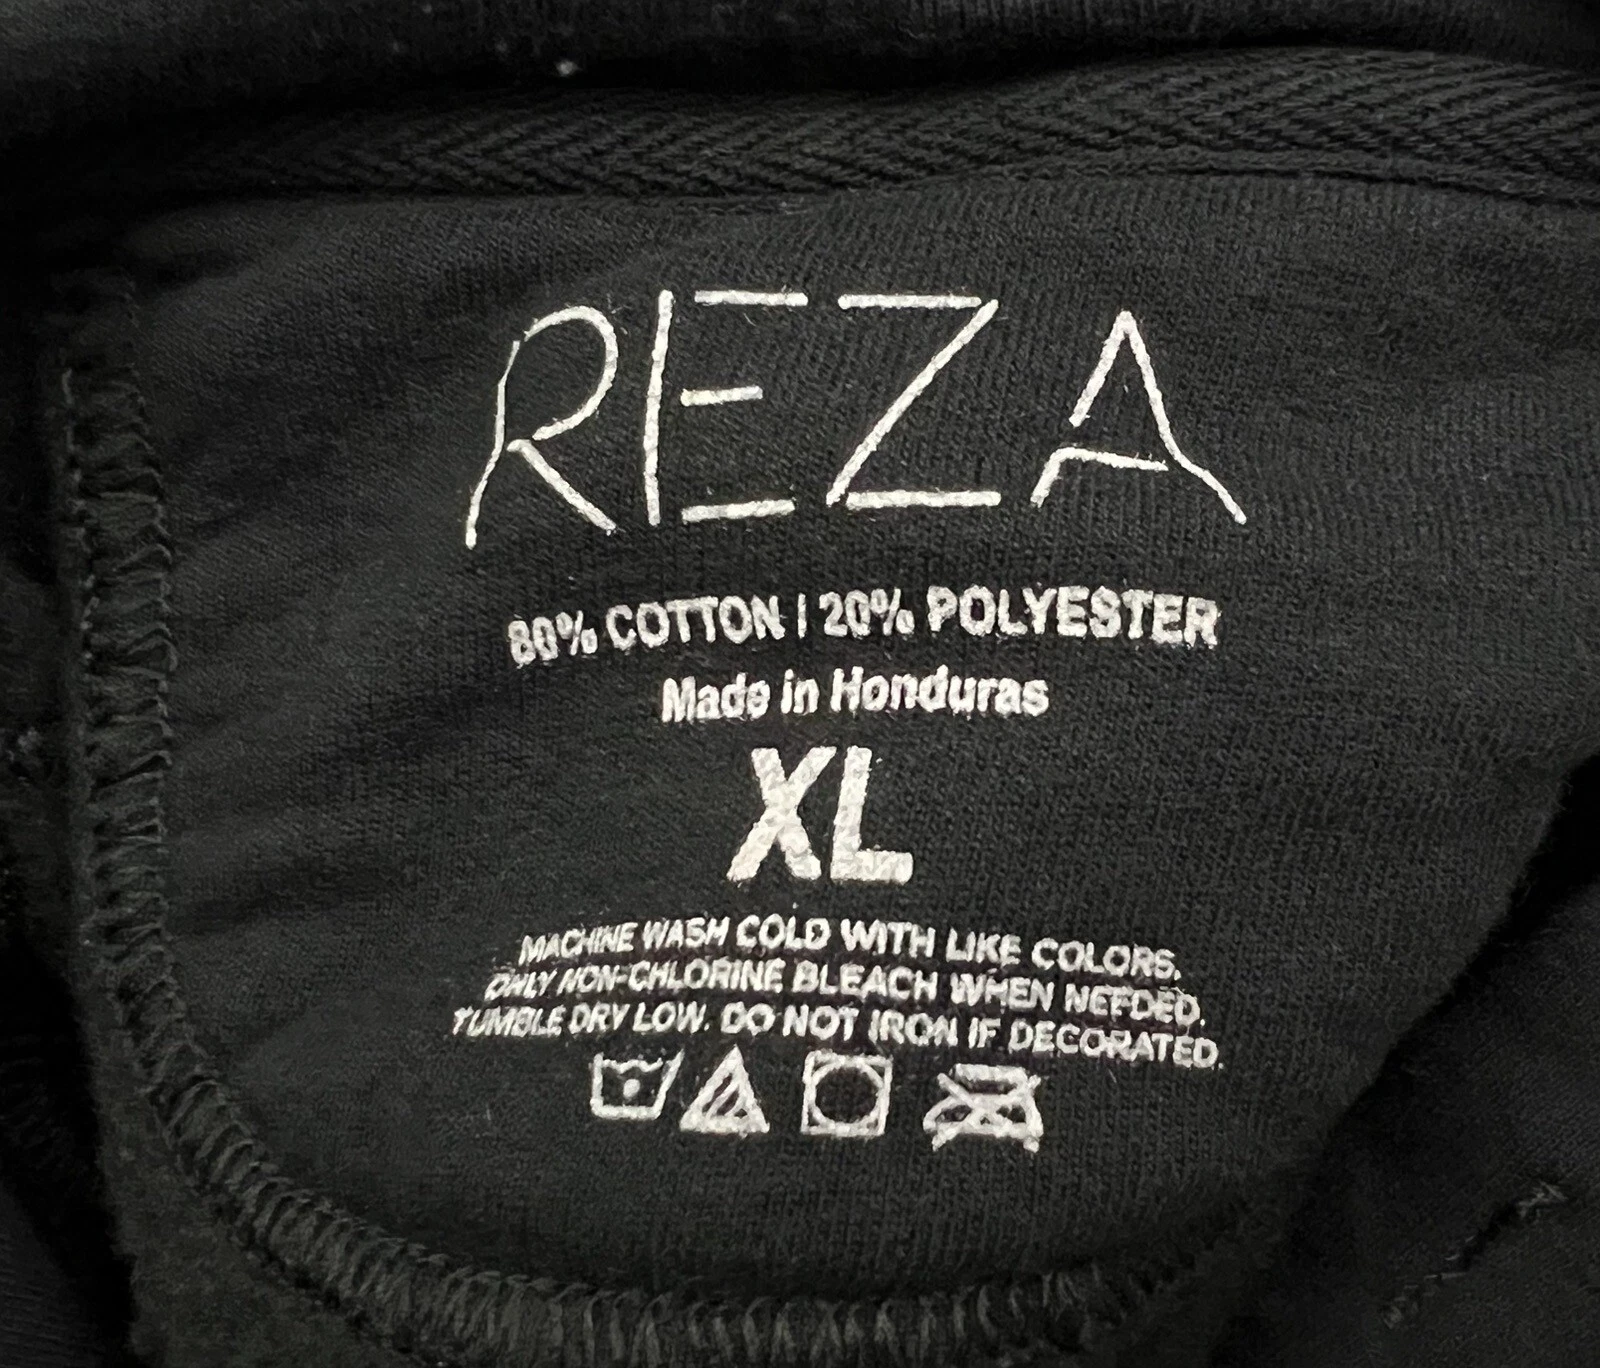 REZA
80% COTTON | 20% POLYESTER
Made in Honduras
XL
MACHINE WASH COLD WITH LIKE COLORS.
ONLY NON-CHLORINE BLEACH WHEN NEEDED.
TUMBLE DRY LOW. DO NOT IRON IF DECORATED.